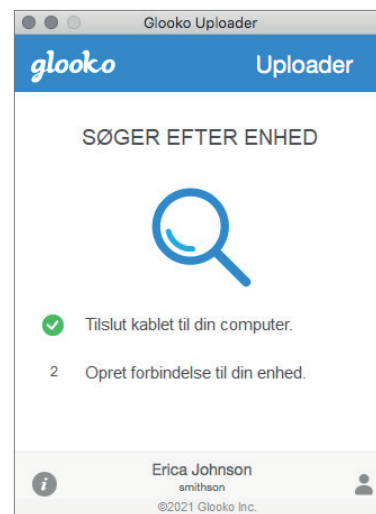 Glooko Uploader
glooko
Uploader
SØGER EFTER ENHED
Tilslut kablet til din computer.
2 Opret forbindelse til din enhed.
i
Erica Johnson
smithson
©2021 Glooko Inc.